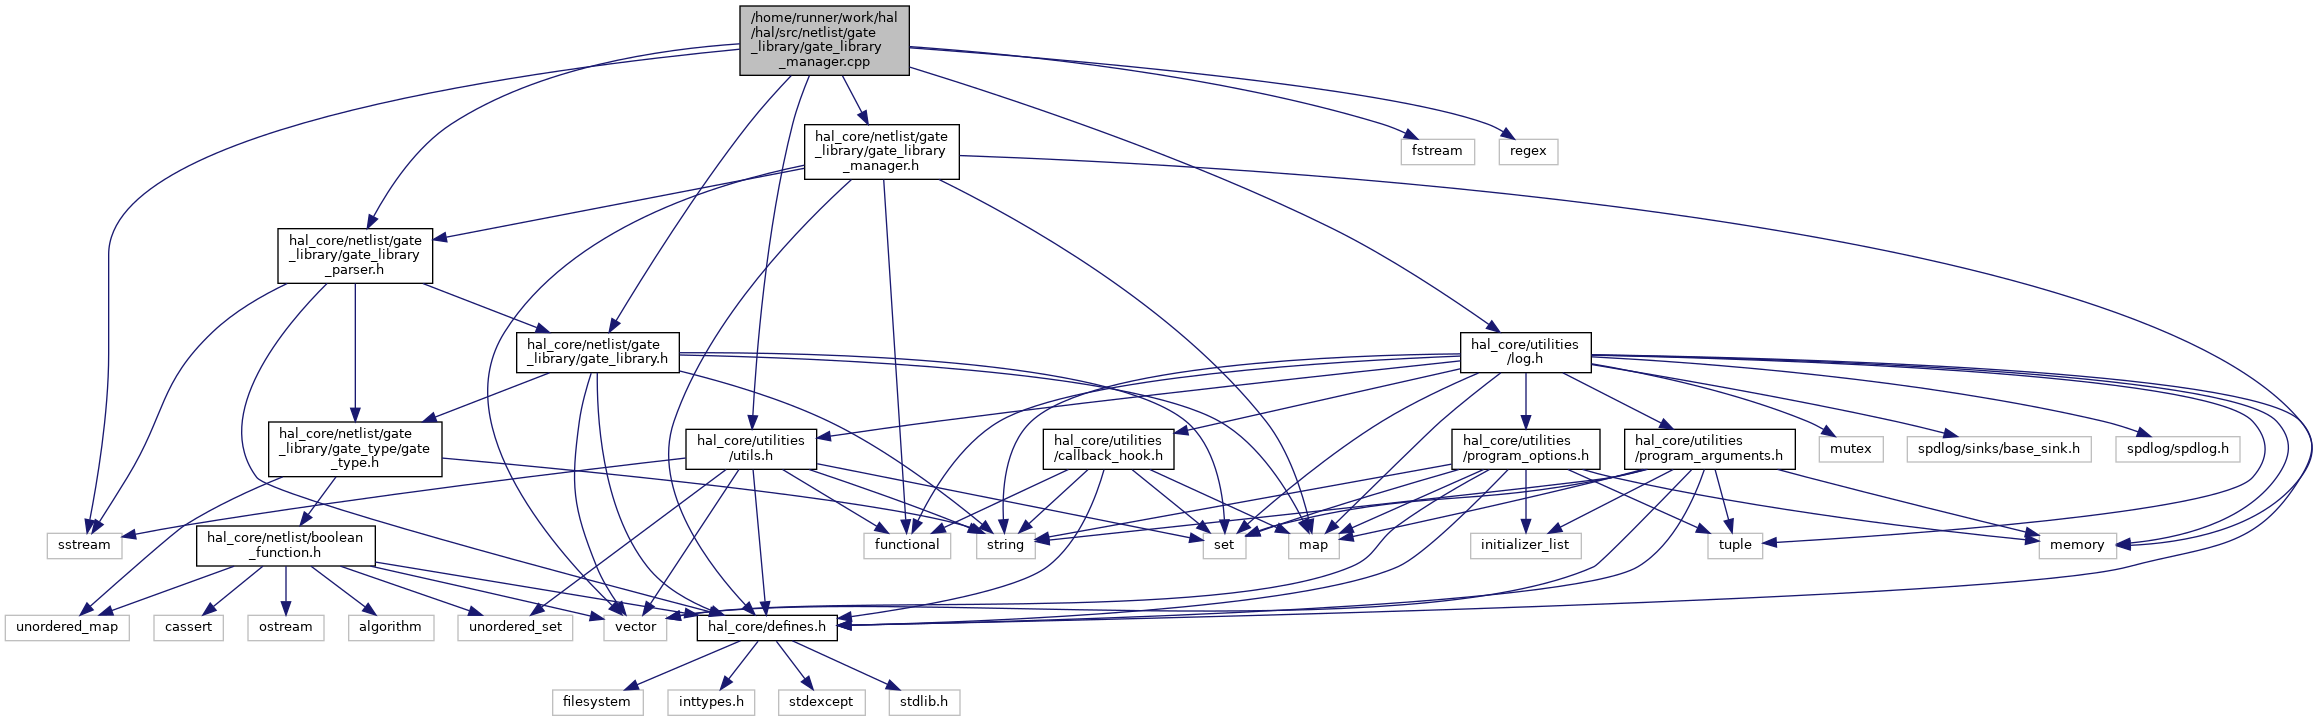 /home/runner/work/hal
/hal/src/netlist/gate
_library/gate_library
_manager.cpp
hal_core/netlist/gate
_library/gate_library
_manager.h
fstream
regex
hal_core/netlist/gate
_library/gate_library
_parser.h
hal_core/netlist/gate
_library/gate_library.h
hal_core/utilities
/log.h
hal_core/netlist/gate
_library/gate_type/gate
_type.h
hal_core/utilities
/utils.h
hal_core/utilities
/callback_hook.h
hal_core/utilities
/program_options.h
hal_core/utilities
/program_arguments.h
mutex
spdlog/sinks/base_sink.h
spdlog/spdlog.h
sstream
hal_core/netlist/boolean
_function.h
functional
string
set
map
initializer_list
tuple
memory
unordered_map
cassert
ostream
algorithm
unordered_set
vector
hal_core/defines.h
filesystem
inttypes.h
stdexcept
stdlib.h